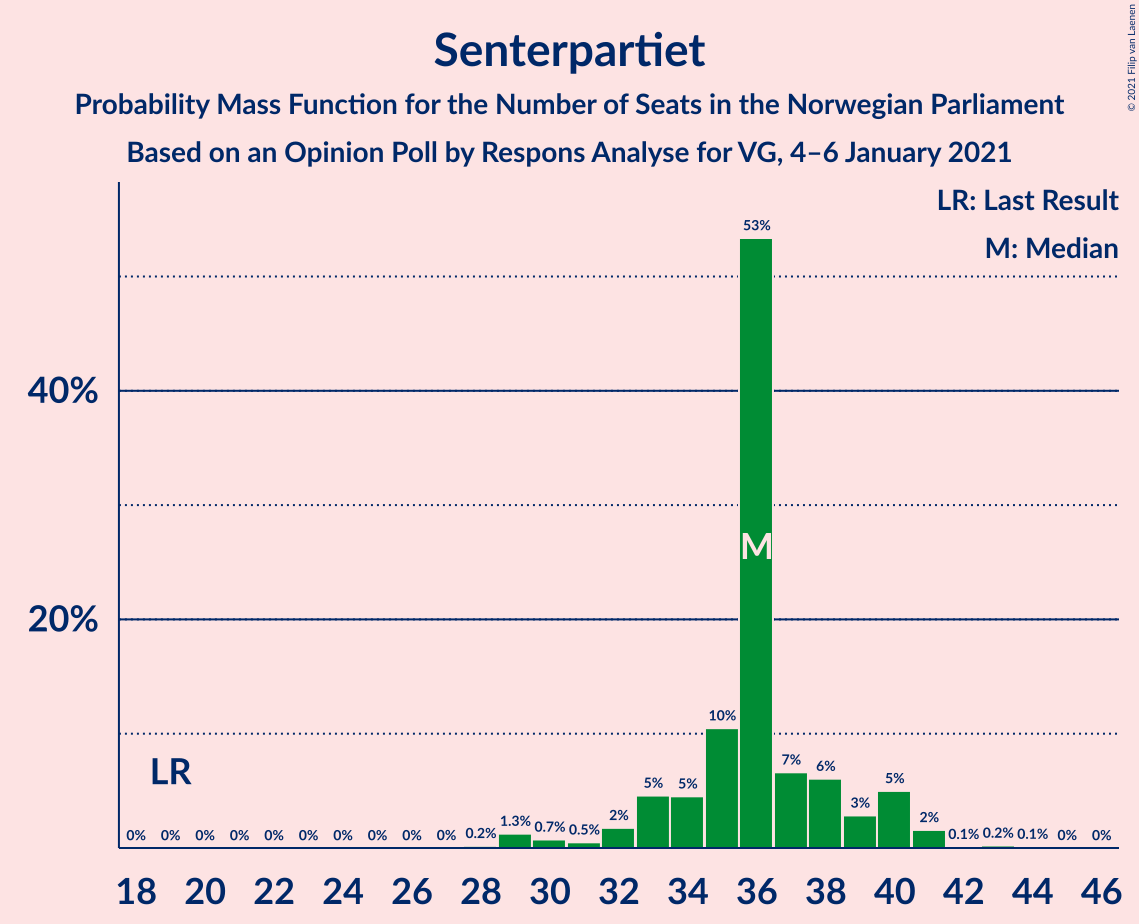 Senterpartiet
Probability Mass Function for the Number of Seats in the Norwegian Parliament
Based on an Opinion Poll by Respons Analyse for VG, 4–6 January 2021
© 2021 Filip van Laenen
LR: Last Result
M: Median
53%
40%
M
20%
10%
LR
7%
6%
5% 5% 3% 5%
0% 0% 0% 0% 0% 0% 0% 0% 0% 0% 0.2% 1.3% 0.7% 0.5% 2% 2% 0.1% 0.2% 0.1% 0% 0%
18 20 22 24 26 28 30 32 34 36 38 40 42 44 46